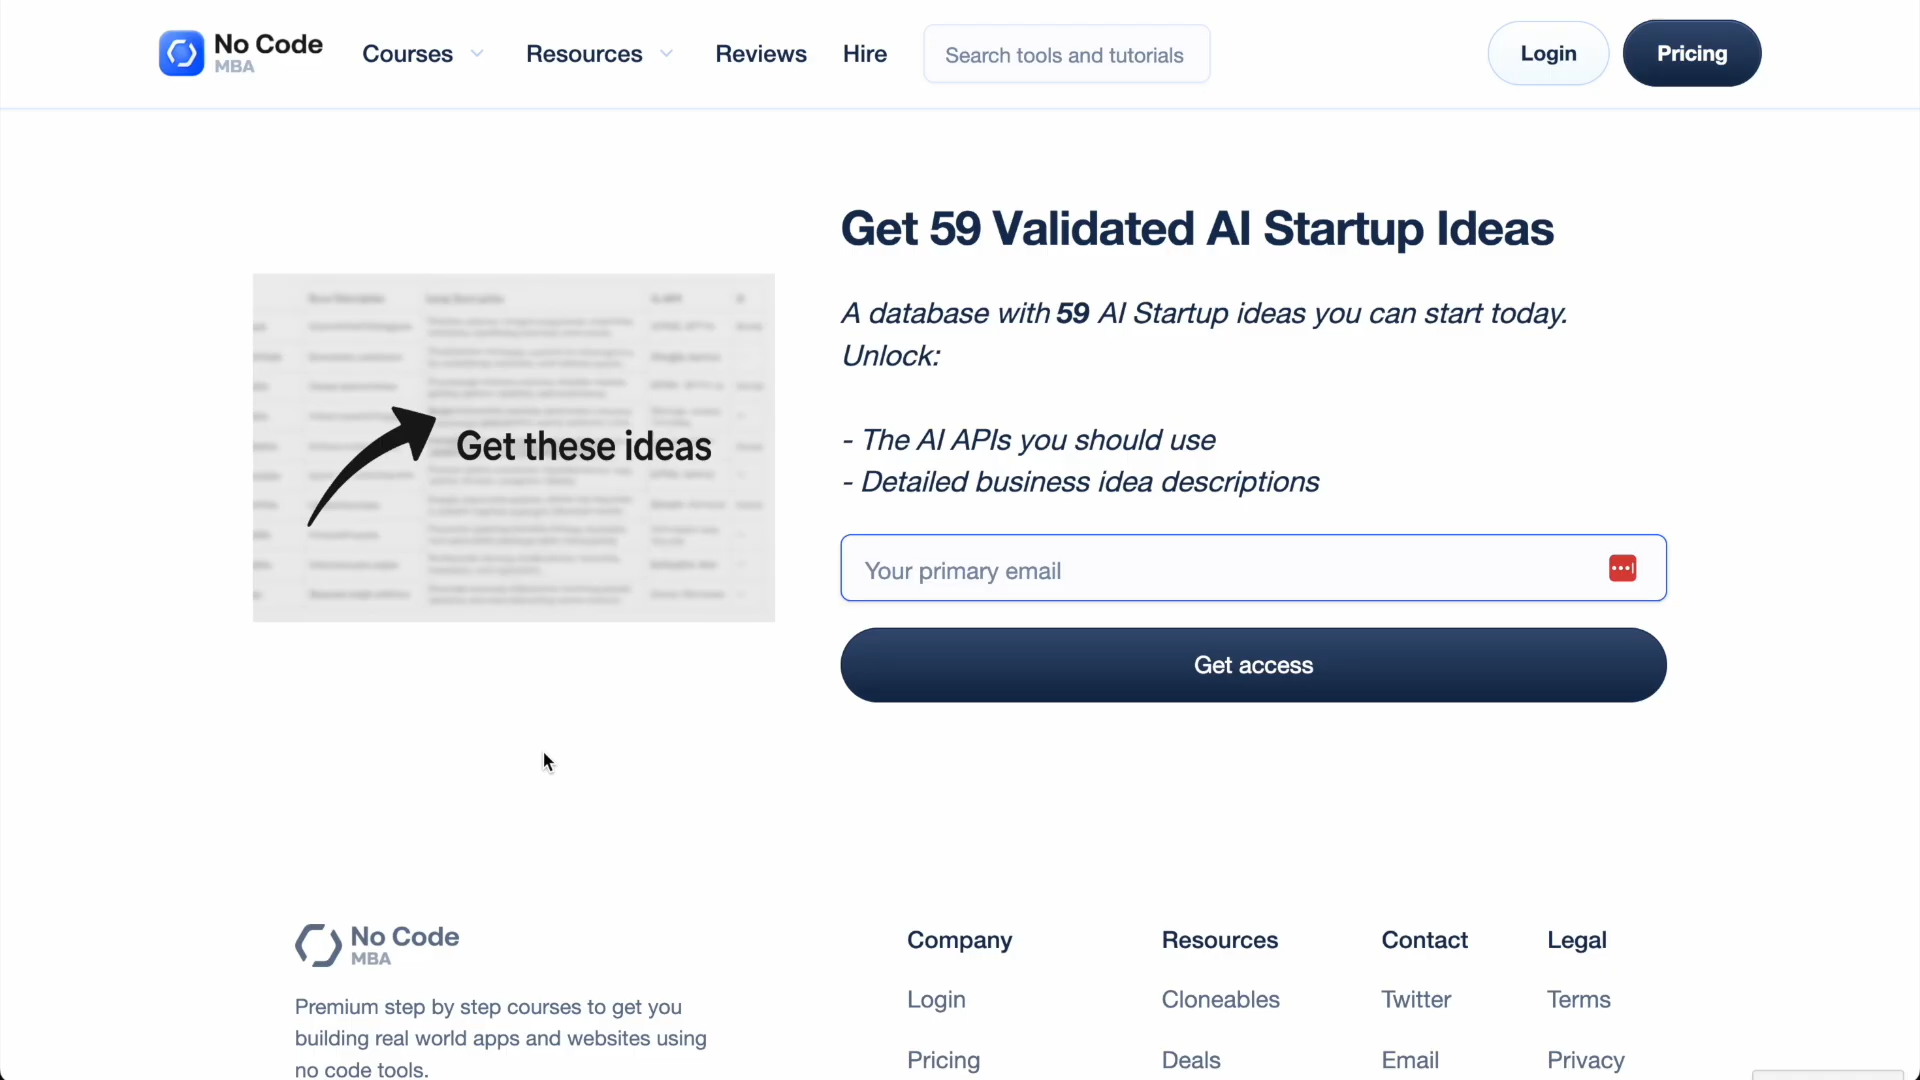 No Code
MBA
Courses
Resources
Reviews
Hire
Search tools and tutorials
Login
Pricing
Get these ideas
Get 59 Validated AI Startup Ideas
A database with 59 AI Startup ideas you can start today.
Unlock:
- The AI APIs you should use
- Detailed business idea descriptions
Your primary email
Get access
No Code
MBA
Premium step by step courses to get you
building real world apps and websites using
no code tools.
Company
Login
Pricing
Resources
Cloneables
Deals
Contact
Twitter
Email
Legal
Terms
Privacy